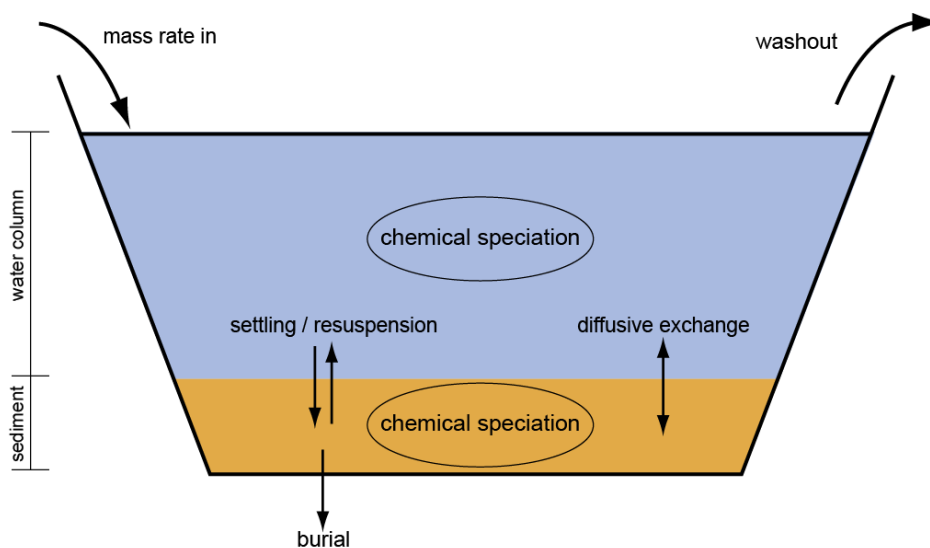 mass rate in
washout
water column
chemical speciation
settling / resuspension
diffusive exchange
sediment
chemical speciation
burial